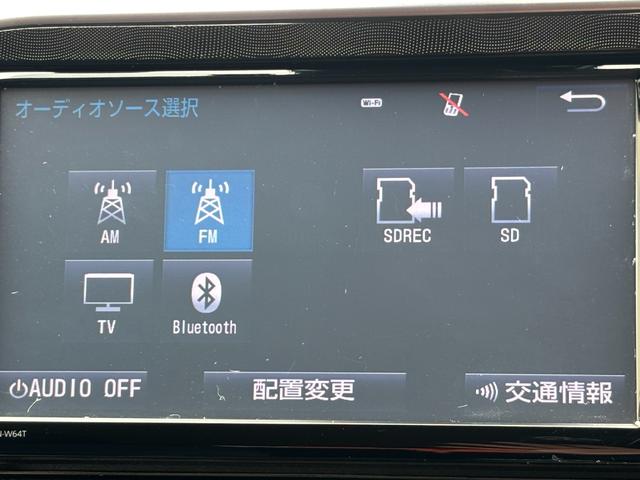 オーディオソース選択
Wi-Fi
AM
FM
SDREC
SD
TV
Bluetooth
AUDIO OFF
配置変更
交通情報
-W64T